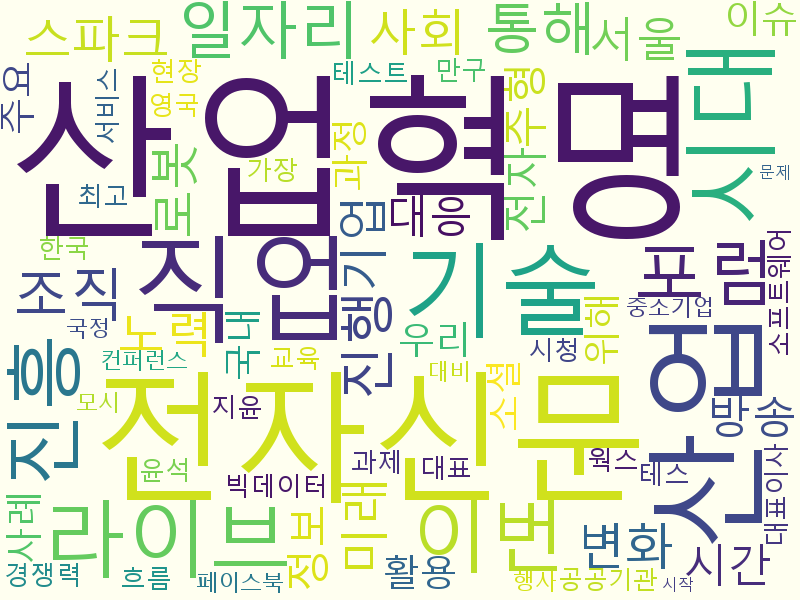 스파크
일자리
사회
통해
서울
이슈
주요
서비스
현장
영국
테스트
만구
주형
시대
산업혁명
로봇
가장
과정
전자
문제
최고
업
대응
한국
조직
직업
기
기술
포럼
소프트웨어
국정
노력
국내
진행
우리
시청
위해
중소기업
진흥
컨퍼런스
교육
대비
소셜
산업
모시
지윤
전자신문
방송
윤석
빅데이터
과제
대표
웍스
테스
대표이사
사례
라이브
정보
미래
이번
변화
시간
경쟁력
흐름
페이스북
활용
행사
공공기관
시작